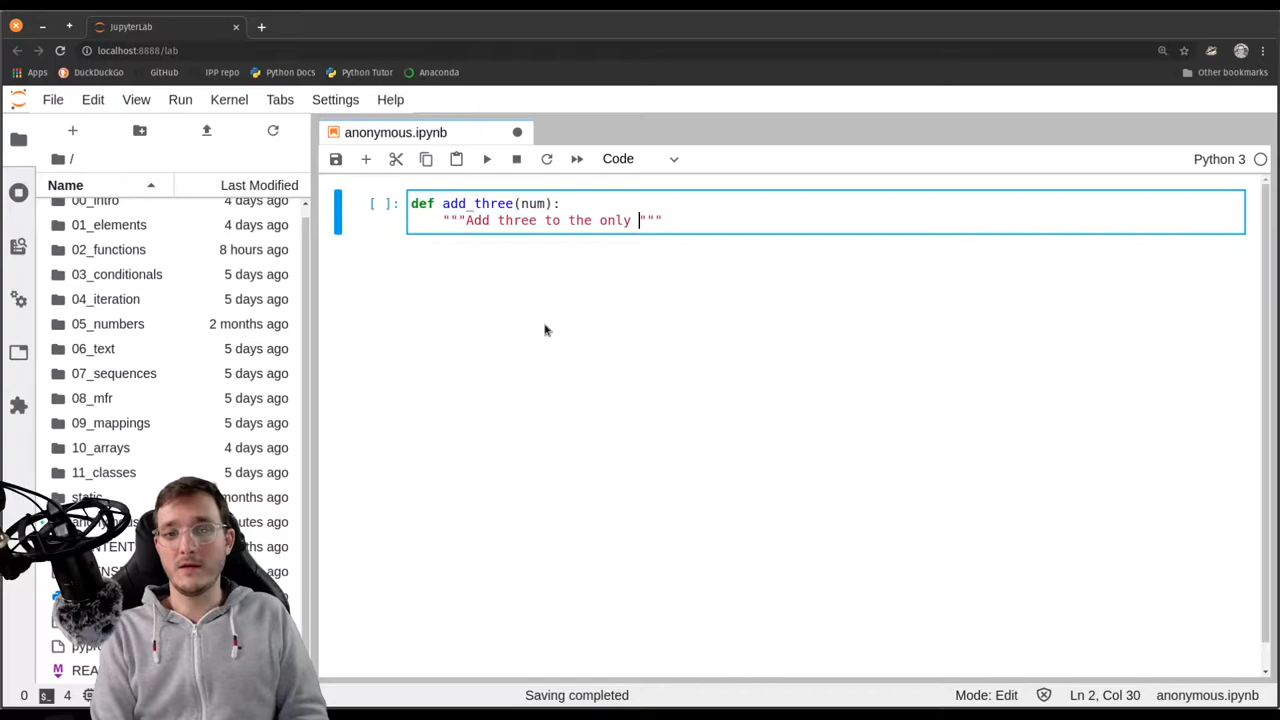 JupyterLab
localhost:8888/lab
Apps DuckDuckGo GitHub IPP repo Python Docs Python Tutor Anaconda Other bookmarks
File Edit View Run Kernel Tabs Settings Help
anonymous.ipynb
/
Code
Python 3
Name Last Modified
00_intro 4 days ago
01_elements 4 days ago
02_functions 8 hours ago
03_conditionals 5 days ago
04_iteration 5 days ago
05_numbers 2 months ago
06_text 5 days ago
07_sequences 5 days ago
08_mfr 5 days ago
09_mappings 5 days ago
10_arrays 4 days ago
11_classes 5 days ago
static months ago
[ ]: def add_three(num):
"""Add three to the only """
0 4 Saving completed Mode: Edit Ln 2, Col 30 anonymous.ipynb